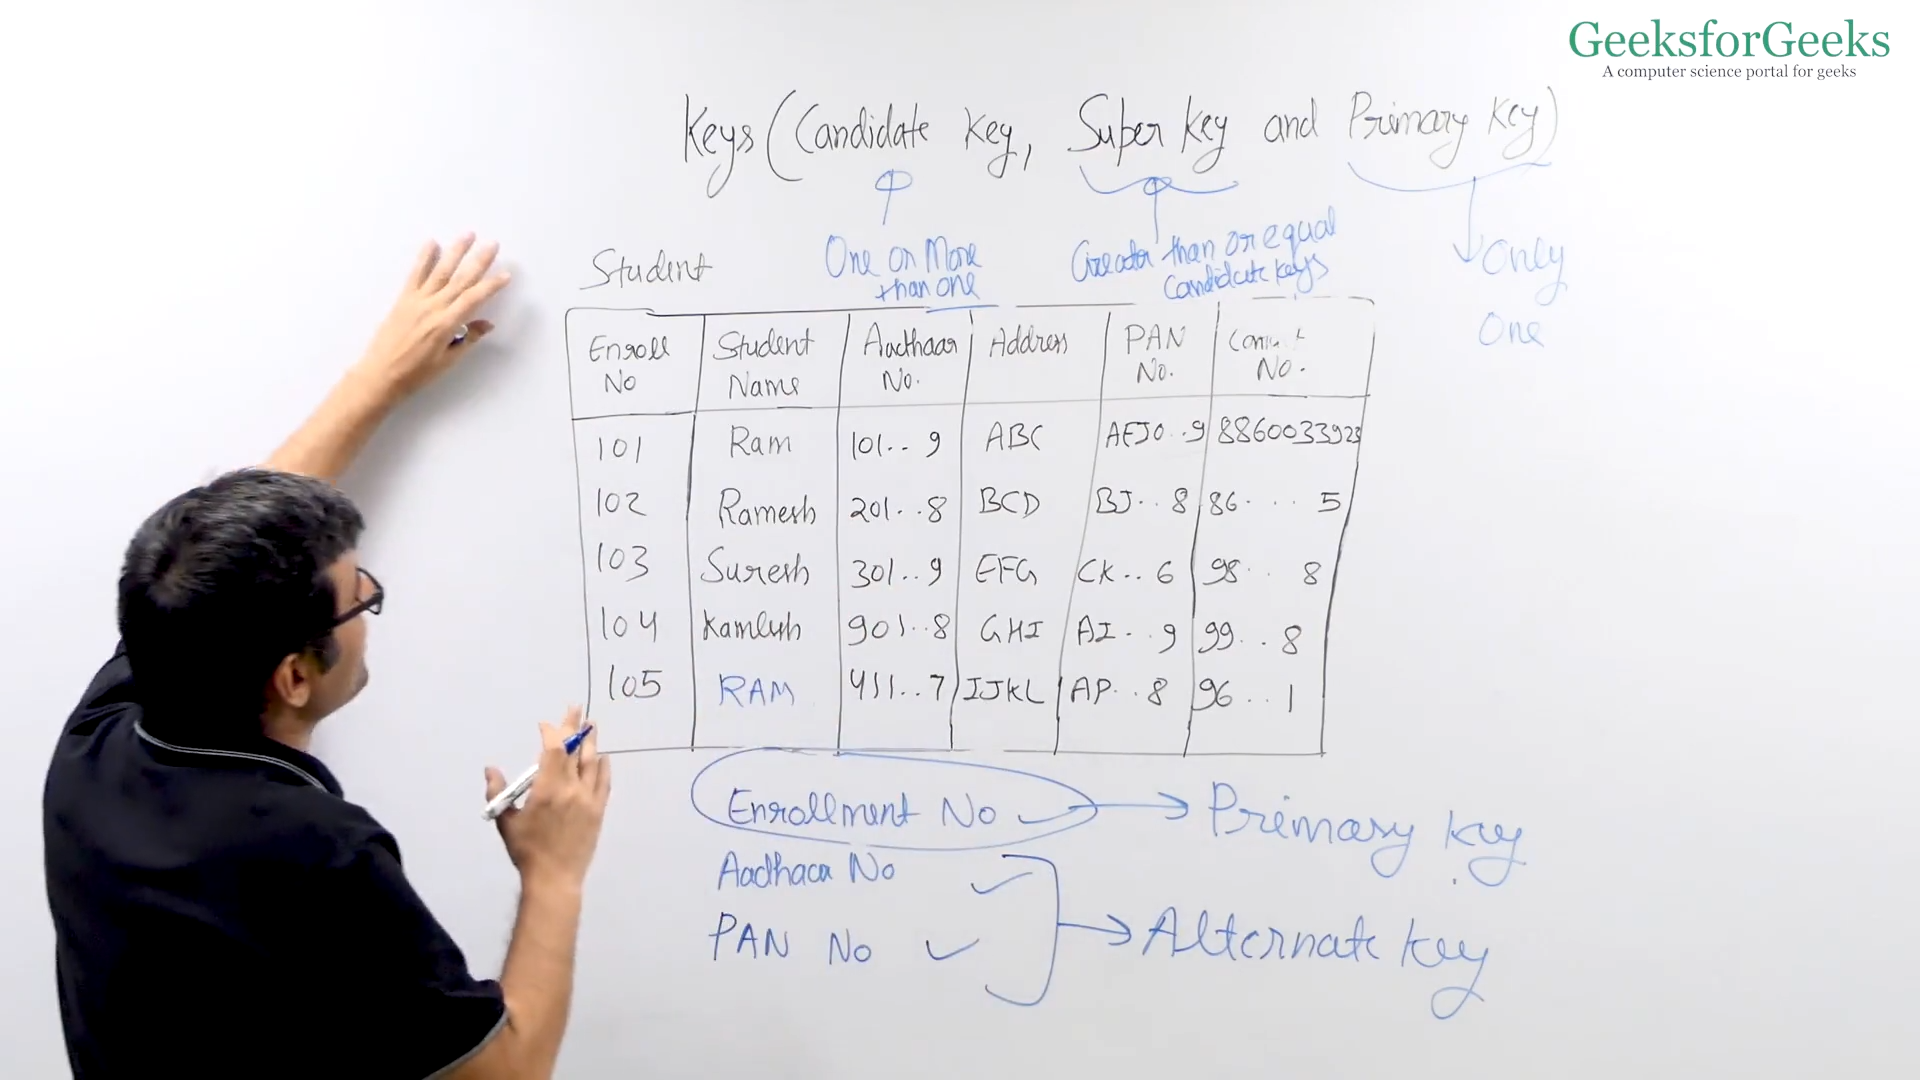 GeeksforGeeks
A computer science portal for geeks
Keys (Candidate Key, Super Key and Primary Key)
One or More than one
Greater than or equal Candidate Keys
Only One
Student
Enroll No | Student Name | Aadhaar No. | Address | PAN No. | No.
101 | Ram | 101.. 9 | ABC | AEJO..9 | 8860033923
102 | Ramesh | 201..8 | BCD | BJ..8 | 86.... 5
103 | Suresh | 301..9 | EFG | CK..6 | 98.. 8
104 | Kamlesh | 901..8 | GHI | AI..9 | 99...8
105 | RAM | 411..7 | IJKL | AP..8 | 96...1
Enrollment No → Primary Key
Aadhaar No
PAN No
Alternate Key